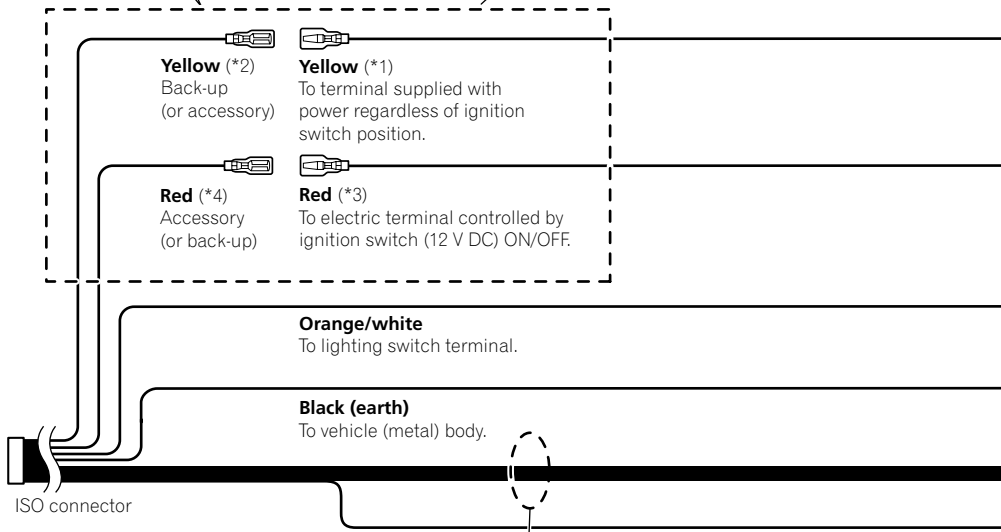 Yellow (*2)
Back-up
(or accessory)
Yellow (*1)
To terminal supplied with
power regardless of ignition
switch position.
Red (*4)
Accessory
(or back-up)
Red (*3)
To electric terminal controlled by
ignition switch (12 V DC) ON/OFF.
Orange/white
To lighting switch terminal.
Black (earth)
To vehicle (metal) body.
ISO connector